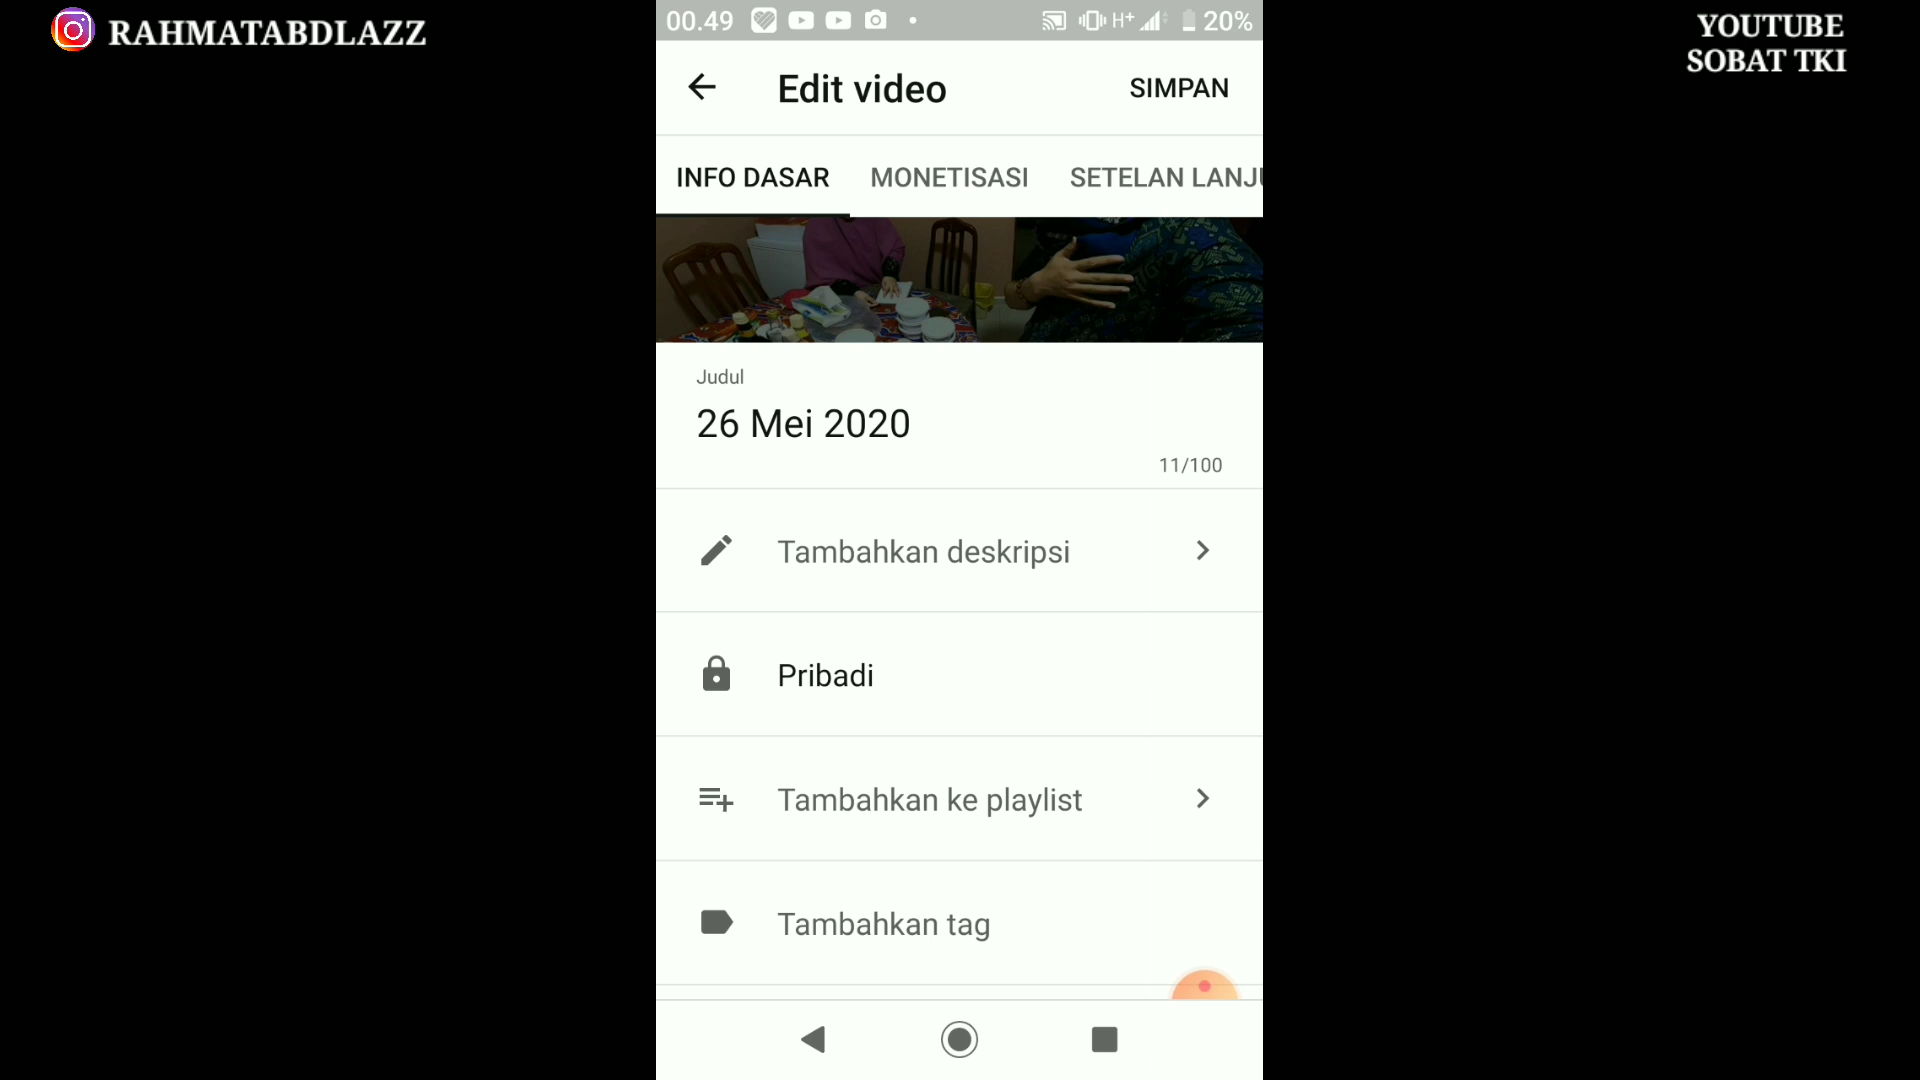 RAHMATABDLAZZ
YOUTUBE
SOBAT TKI
00.49
H+
20%
Edit video
SIMPAN
INFO DASAR
MONETISASI
SETELAN LANJU
Judul
26 Mei 2020
11/100
Tambahkan deskripsi
Pribadi
Tambahkan ke playlist
Tambahkan tag